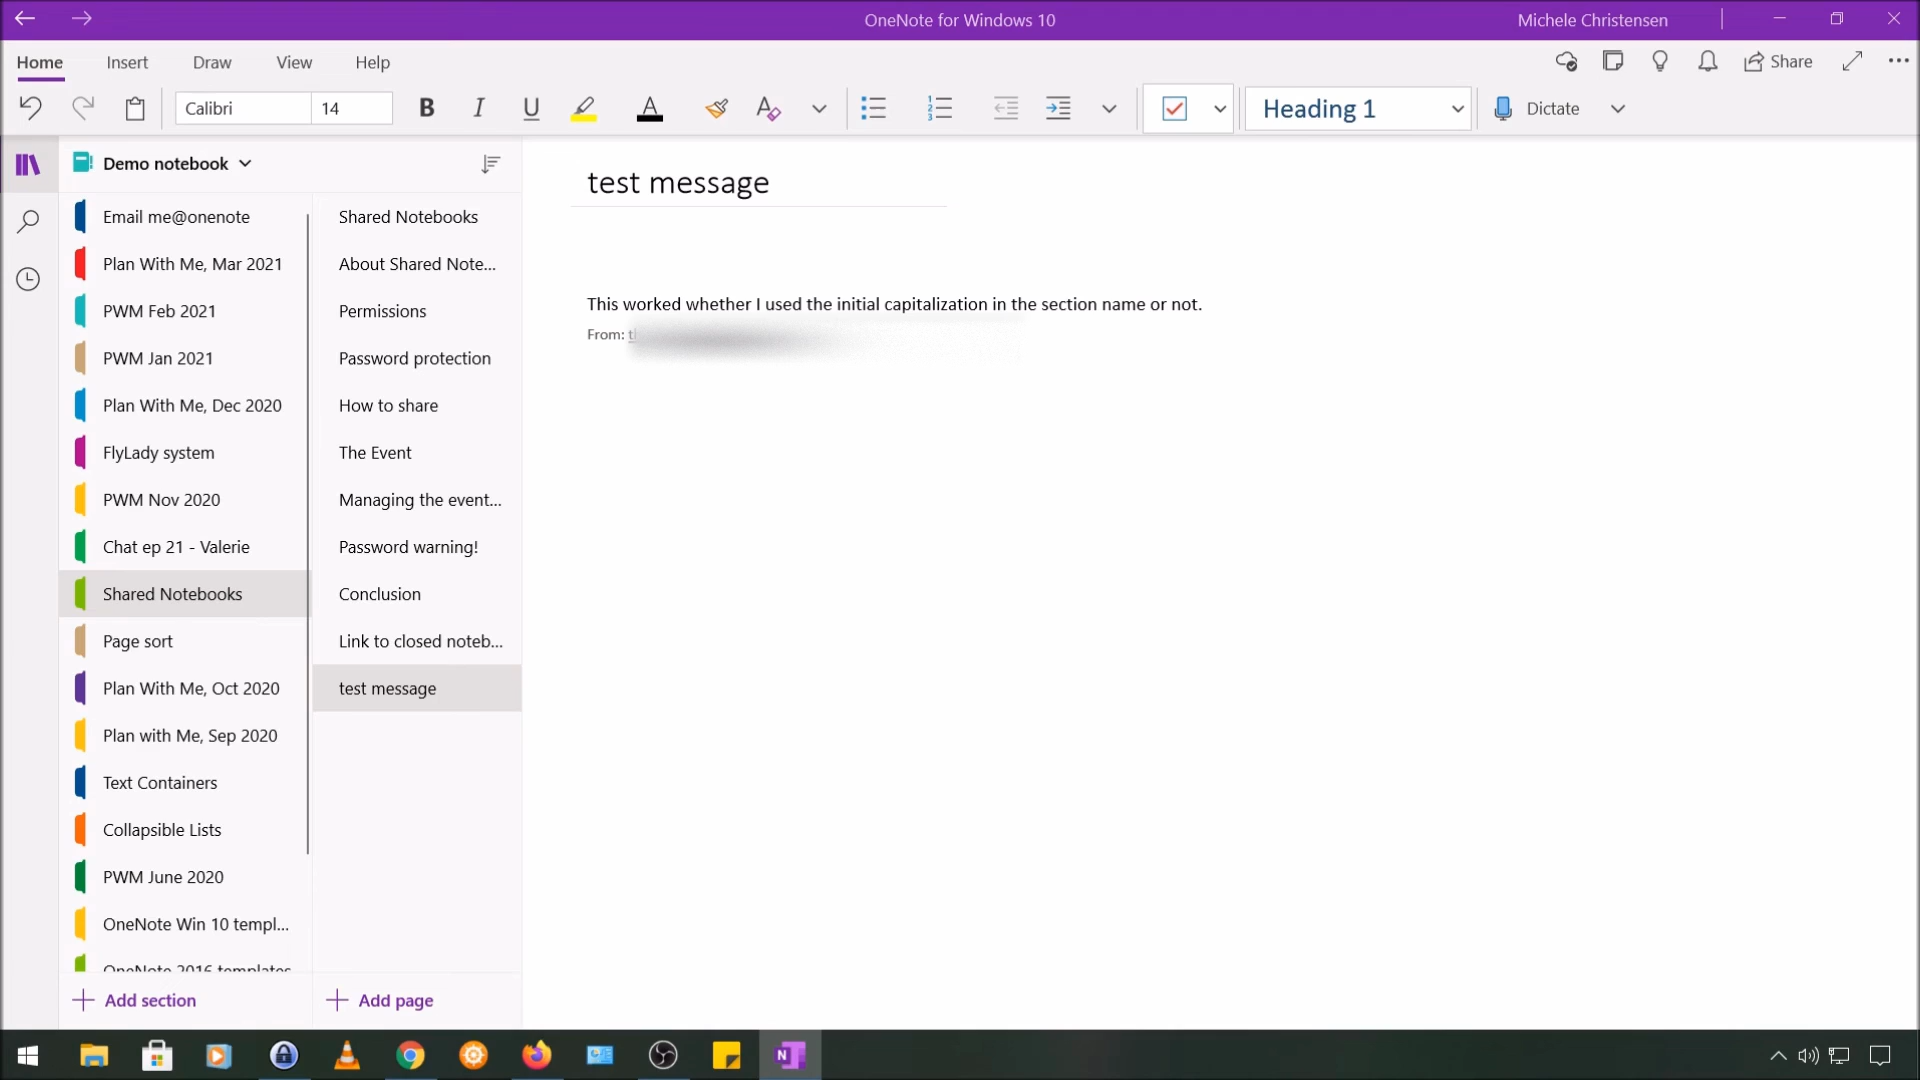 OneNote for Windows 10
Michele Christensen
Home Insert Draw View Help
Share
Calibri 14 B I U A Heading 1 Dictate
Demo notebook
Email me@onenote
Plan With Me, Mar 2021
PWM Feb 2021
PWM Jan 2021
Plan With Me, Dec 2020
FlyLady system
PWM Nov 2020
Chat ep 21 - Valerie
Shared Notebooks
Page sort
Plan With Me, Oct 2020
Plan with Me, Sep 2020
Text Containers
Collapsible Lists
PWM June 2020
OneNote Win 10 templ...
OneNote 2016 templates
Add section
Shared Notebooks
About Shared Note...
Permissions
Password protection
How to share
The Event
Managing the event...
Password warning!
Conclusion
Link to closed noteb...
test message
Add page
test message
This worked whether I used the initial capitalization in the section name or not.
From: